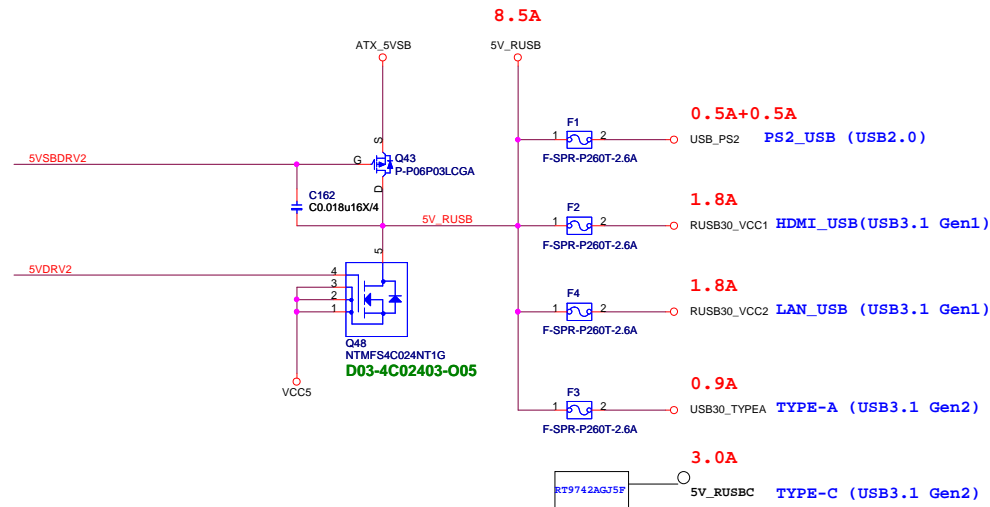 8.5A
ATX_5VSB
5V_RUSB
0.5A+0.5A
F1
1
2
USB_PS2
PS2_USB (USB2.0)
F-SPR-P260T-2.6A
S
5VSBDRV2
G
Q43
P-P06P03LCGA
D
C162
C0.018u16X/4
1.8A
F2
5V_RUSB
1
2
RUSB30_VCC1
HDMI_USB(USB3.1 Gen1)
F-SPR-P260T-2.6A
5
5VDRV2
4
3
2
1
1.8A
F4
1
2
RUSB30_VCC2
LAN_USB (USB3.1 Gen1)
F-SPR-P260T-2.6A
Q48
NTMFS4C024NT1G
D03-4C02403-O05
VCC5
0.9A
F3
1
2
USB30_TYPEA
TYPE-A (USB3.1 Gen2)
F-SPR-P260T-2.6A
3.0A
RT9742AGJ5F
5V_RUSBC
TYPE-C (USB3.1 Gen2)